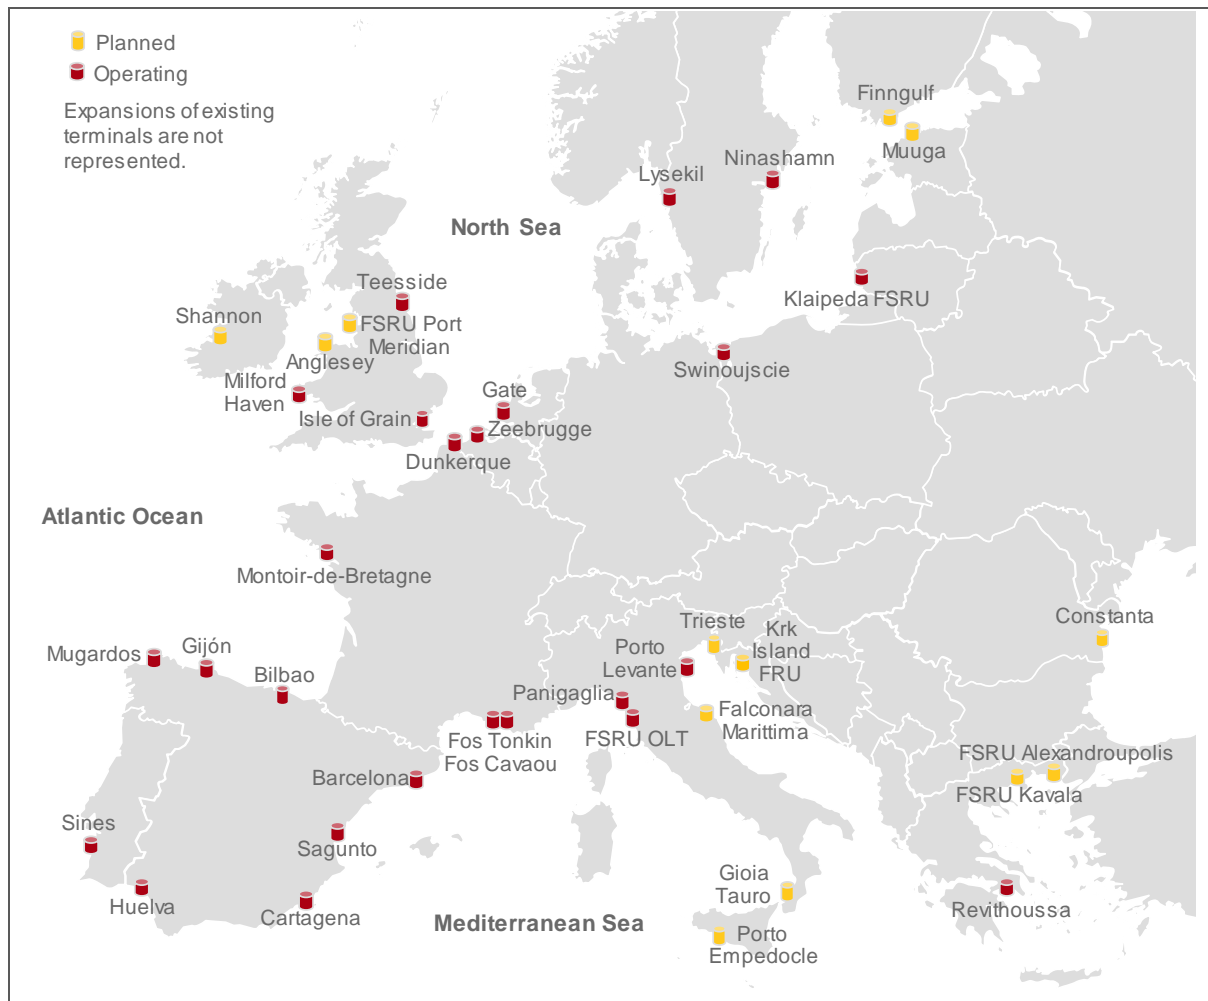 Planned
Operating
Expansions of existing
terminals are not
represented.
Finngulf
Muuga
Ninashamn
Lysekil
North Sea
Klaipeda FSRU
Teesside
Shannon
FSRU Port
Meridian
Anglesey
Swinoujscie
Milford
Haven
Gate
Isle of Grain
Zeebrugge
Dunkerque
Atlantic Ocean
Montoir-de-Bretagne
Constanta
Trieste
Krk
Island
FRU
Porto
Levante
Mugardos
Gijón
Bilbao
Panigaglia
Falconara
Marittima
FSRU OLT
Fos Tonkin
Fos Cavaou
FSRU Alexandroupolis
FSRU Kavala
Barcelona
Sines
Sagunto
Gioia
Tauro
Huelva
Cartagena
Revithoussa
Mediterranean Sea
Porto
Empedocle